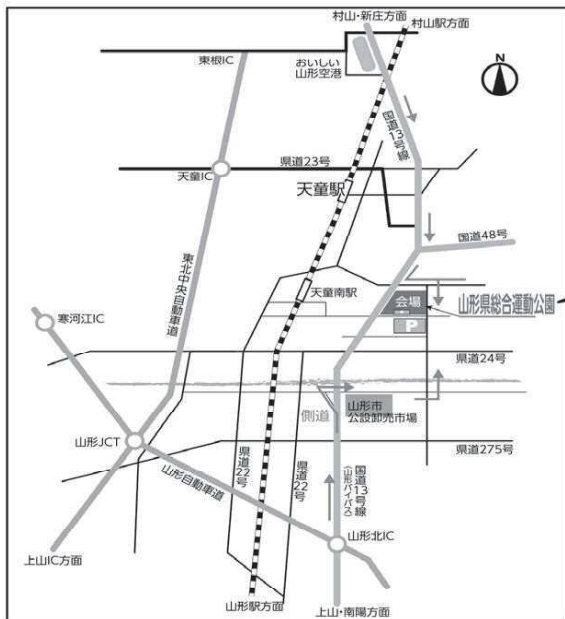 村山・新庄方面
村山駅方面
東根IC
おいしい
山形空港
N
国道13号線
県道23号
天童IC
天童駅
国道48号
東北中央自動車道
天童南駅
会場
P
山形県総合運動公園
寒河江IC
県道24号
側道
山形市
公設卸売市場
山形JCT
県道275号
山形自動車道
県道22号
県道22号
国道13号線
(山形バイパス)
山形北IC
上山IC方面
山形駅方面
上山・南陽方面